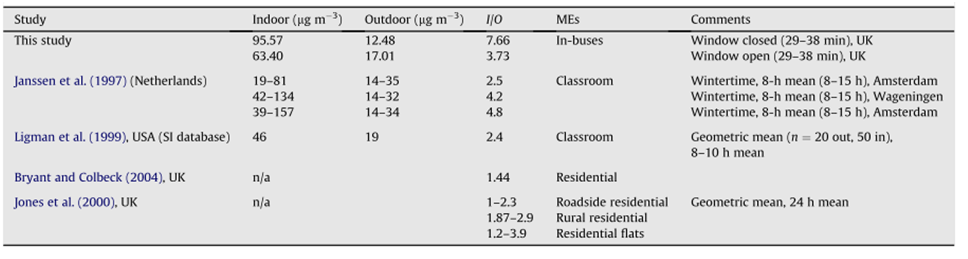 Study Indoor (μg m−3) Outdoor (μg m−3) I/O MEs Comments
This study 95.57 12.48 7.66 In-buses Window closed (29–38 min), UK
63.40 17.01 3.73 Window open (29–38 min), UK
Janssen et al. (1997) (Netherlands) 19–81 14–35 2.5 Classroom Wintertime, 8-h mean (8–15 h), Amsterdam
42–134 14–32 4.2 Wintertime, 8-h mean (8–15 h), Wageningen
39–157 14–34 4.8 Wintertime, 8-h mean (8–15 h), Amsterdam
Ligman et al. (1999), USA (SI database) 46 19 2.4 Classroom Geometric mean (n = 20 out, 50 in),
8–10 h mean
Bryant and Colbeck (2004), UK n/a 1.44 Residential
Jones et al. (2000), UK n/a 1–2.3 Roadside residential Geometric mean, 24 h mean
1.87–2.9 Rural residential
1.2–3.9 Residential flats